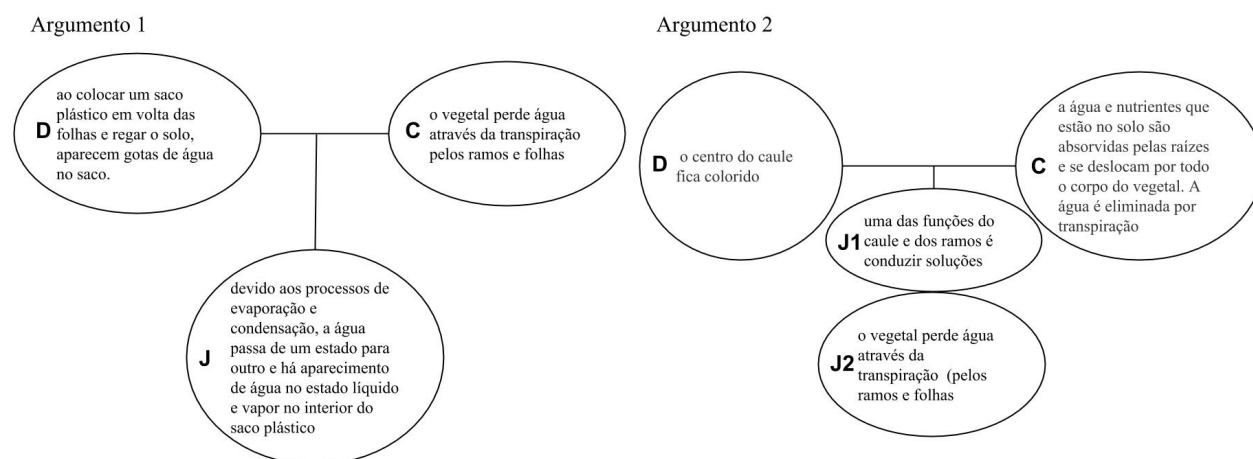 Argumento 1
D
ao colocar um saco
plástico em volta das
folhas e regar o solo,
aparecem gotas de água
no saco.
C
o vegetal perde água
através da transpiração
pelos ramos e folhas
J
devido aos processos de
evaporação e
condensação, a água
passa de um estado para
outro e há aparecimento
de água no estado líquido
e vapor no interior do
saco plástico
Argumento 2
D
o centro do caule
fica colorido
C
a água e nutrientes que
estão no solo são
absorvidas pelas raízes
e se deslocam por todo
o corpo do vegetal. A
água é eliminada por
transpiração
J1
uma das funções do
caule e dos ramos é
conduzir soluções
J2
o vegetal perde água
através da
transpiração (pelos
ramos e folhas